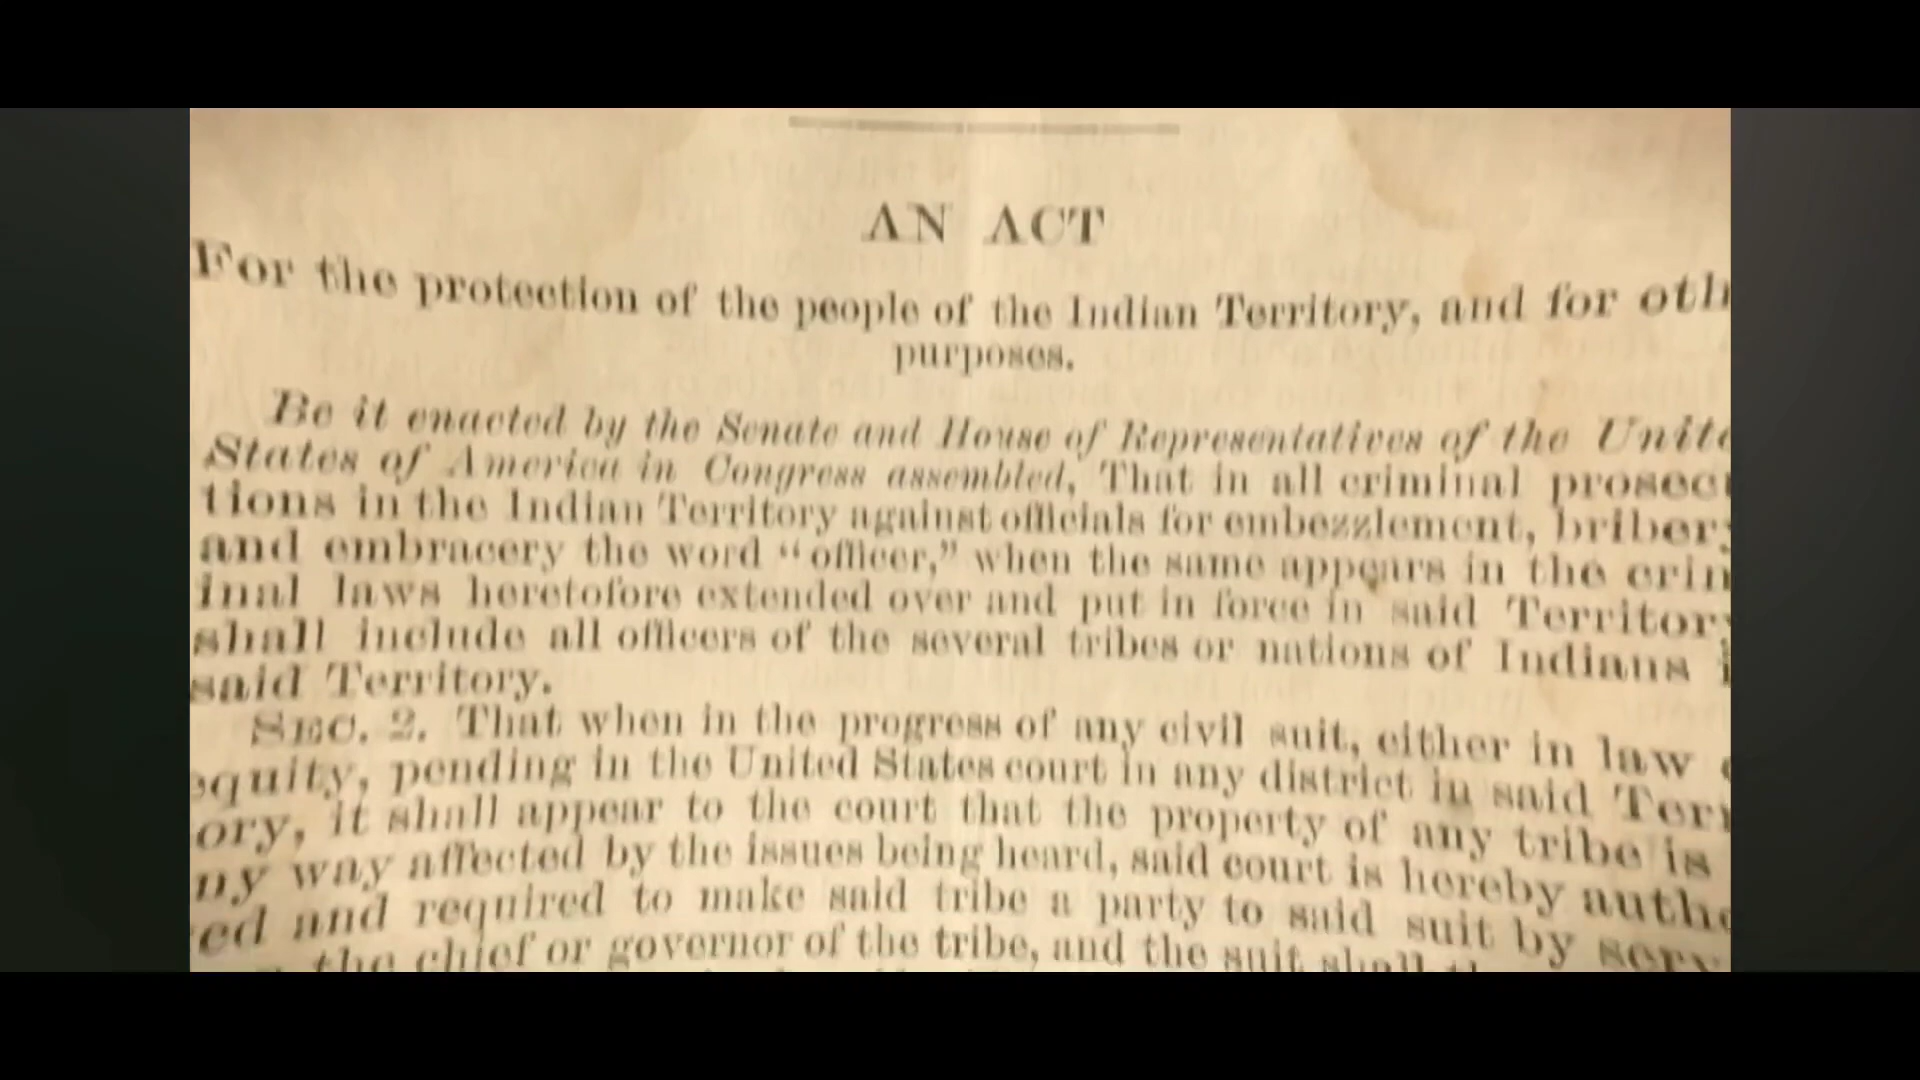 AN ACT
For the protection of the people of the Indian Territory, and for oth
purposes.
Be it enacted by the Senate and House of Representatives of the Unite
States of America in Congress assembled, That in all criminal prosecu
tions in the Indian Territory against officials for embezzlement, bribery
and embracery the word “officer,” when the same appears in the crim
inal laws heretofore extended over and put in force in said Territory
shall include all officers of the several tribes or nations of Indians i
said Territory.
SEC. 2. That when in the progress of any civil suit, either in law o
equity, pending in the United States court in any district in said Terr
ory, it shall appear to the court that the property of any tribe is
ny way affected by the issues being heard, said court is hereby autho
ed and required to make said tribe a party to said suit by serv
the chief or governor of the tribe, and the suit shall th